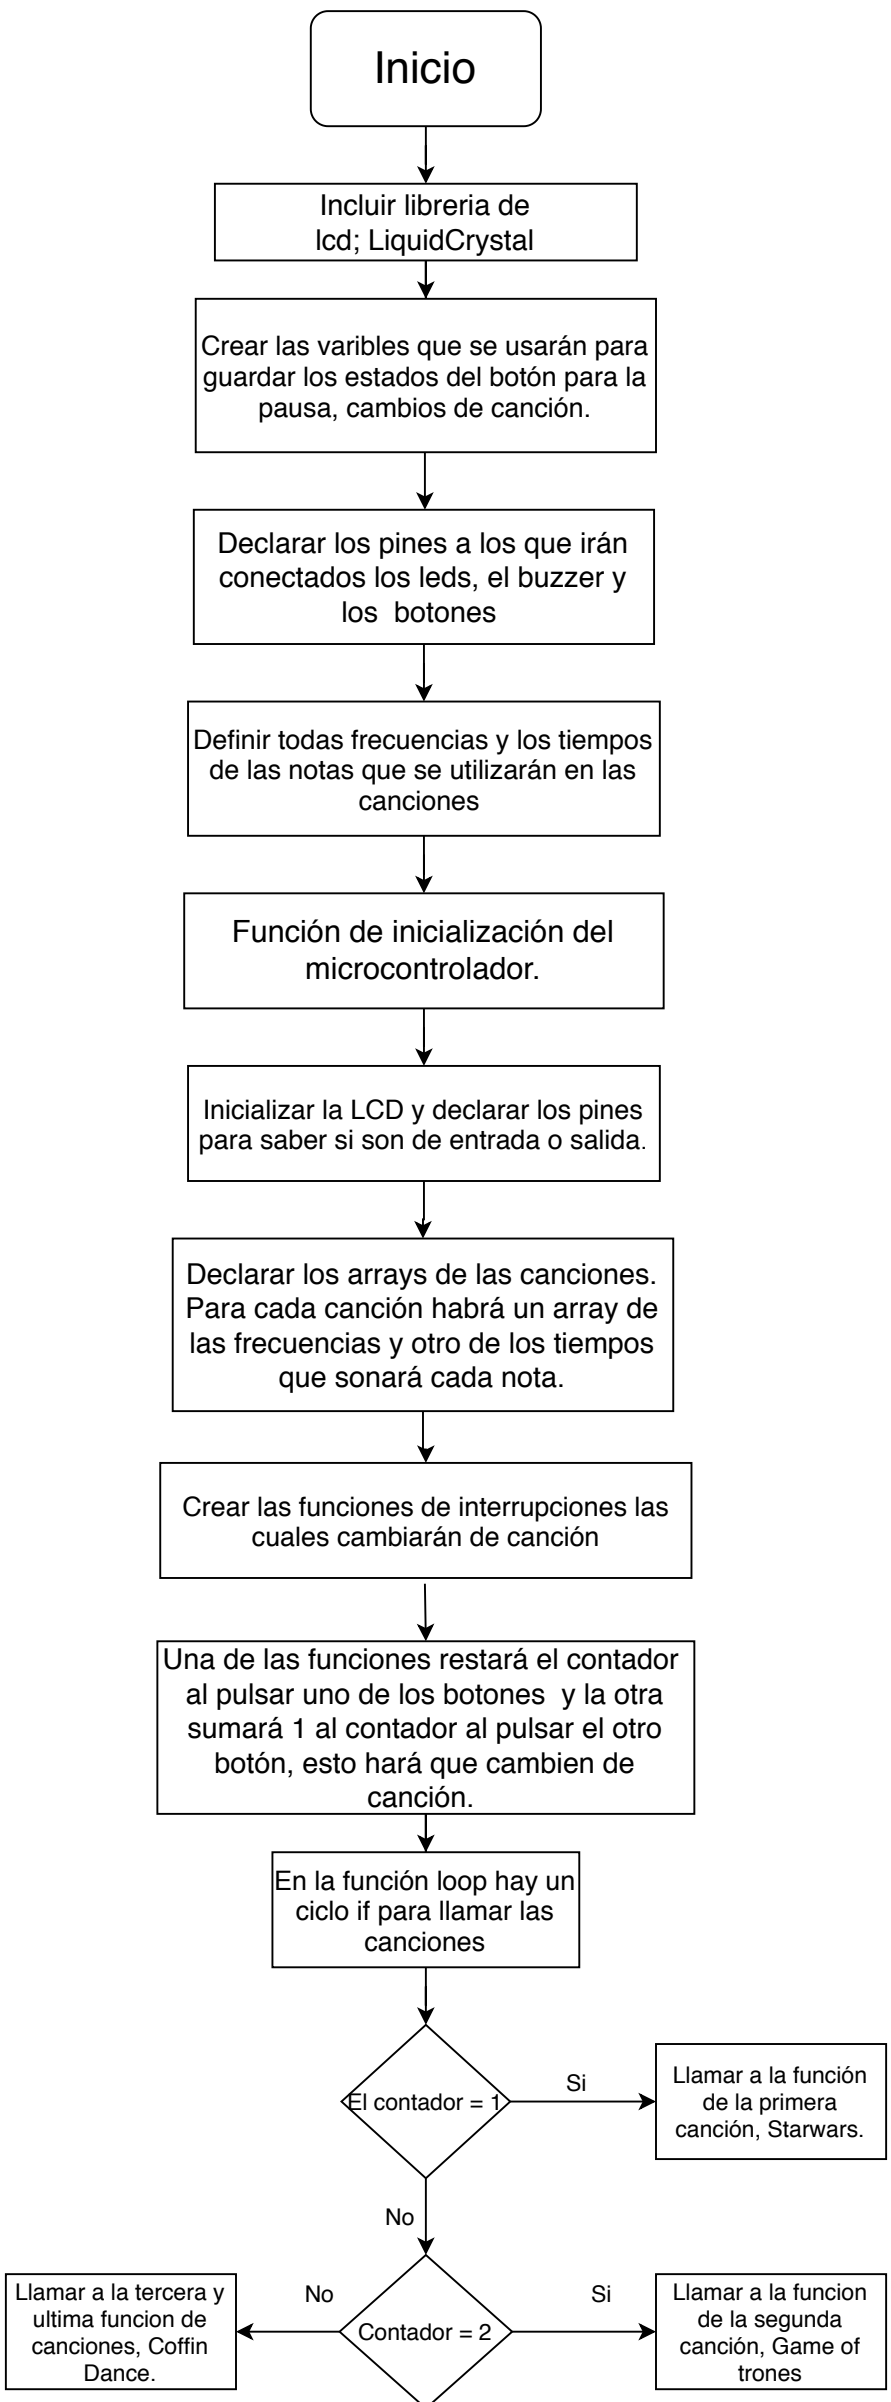 Inicio
Incluir libreria de
lcd; LiquidCrystal
Crear las varibles que se usarán para
guardar los estados del botón para la
pausa, cambios de canción.
Declarar los pines a los que irán
conectados los leds, el buzzer y
los  botones
Definir todas frecuencias y los tiempos
de las notas que se utilizarán en las
canciones
Función de inicialización del
microcontrolador.
Inicializar la LCD y declarar los pines
para saber si son de entrada o salida.
Declarar los arrays de las canciones.
Para cada canción habrá un array de
las frecuencias y otro de los tiempos
que sonará cada nota.
Crear las funciones de interrupciones las
cuales cambiarán de canción
Una de las funciones restará el contador
al pulsar uno de los botones  y la otra
sumará 1 al contador al pulsar el otro
botón, esto hará que cambien de
canción.
En la función loop hay un
ciclo if para llamar las
canciones
El contador = 1
Si
Llamar a la función
de la primera
canción, Starwars.
No
Llamar a la tercera y
ultima funcion de
canciones, Coffin
Dance.
No
Contador = 2
Si
Llamar a la funcion
de la segunda
canción, Game of
trones